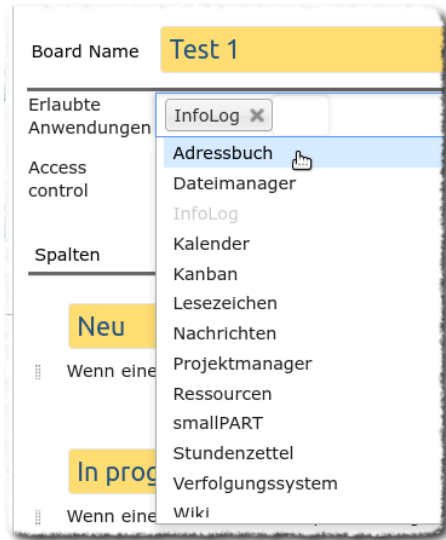 Board Name
Test 1
Erlaubte
Anwendungen
InfoLog
Access
control
Adressbuch
Dateimanager
InfoLog
Kalender
Kanban
Lesezeichen
Nachrichten
Projektmanager
Ressourcen
smallPART
Stundenzettel
Verfolgungssystem
Wiki
Spalten
Neu
Wenn eine
In prog
Wenn eine